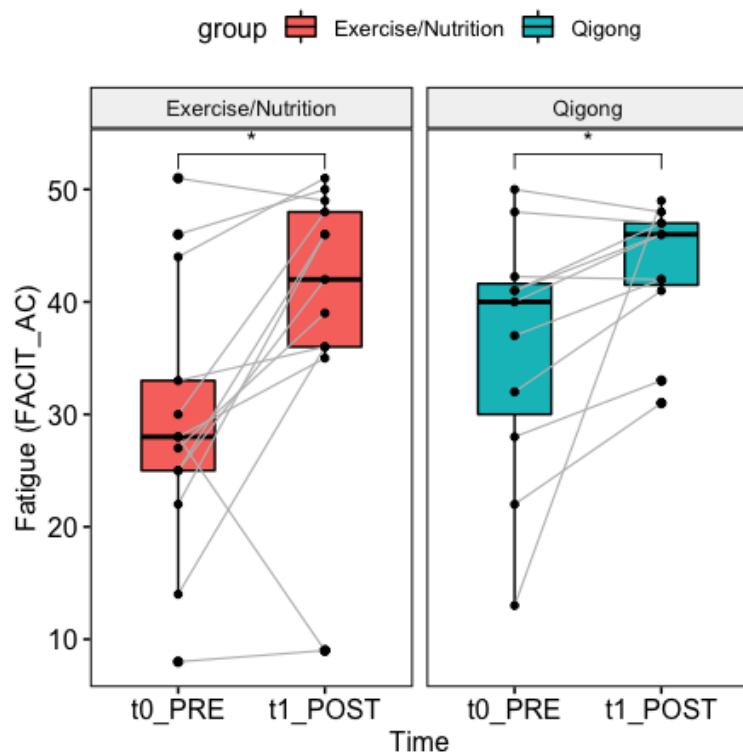 group Exercise/Nutrition Qigong
Exercise/Nutrition Qigong
* *
50
40
30
20
10
Fatigue (FACIT_AC)
t0_PRE t1_POST t0_PRE t1_POST
Time